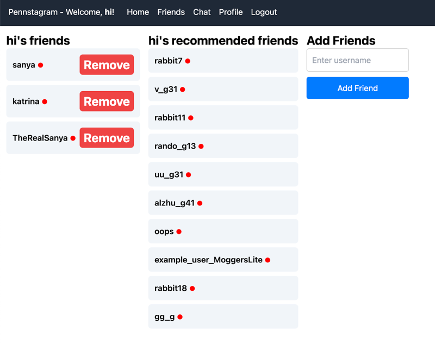 Pennstagram - Welcome, hi! Home Friends Chat Profile Logout
hi's friends
sanya Remove
katrina Remove
TheRealSanya Remove
hi's recommended friends
rabbit7
v_g31
rabbit11
rando_g13
uu_g31
alzhu_g41
oops
example_user_MoggersLite
rabbit18
gg_g
Add Friends
Enter username
Add Friend